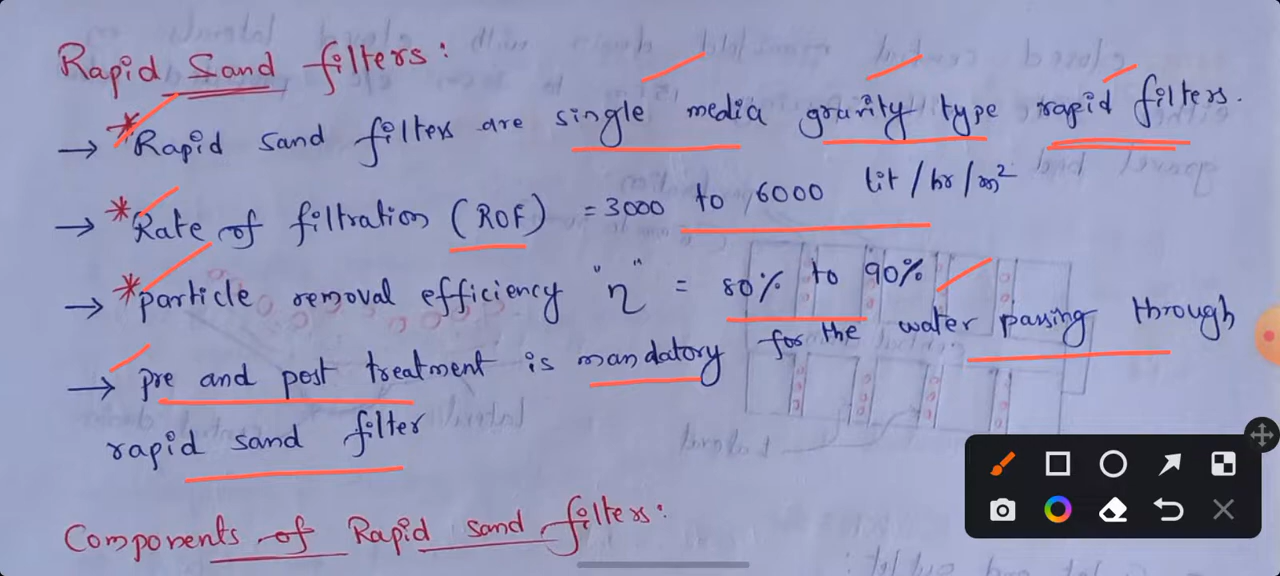 Rapid Sand filters:
→ *Rapid Sand filters are single media gravity type rapid filters.
→ *Rate of filtration (ROF) = 3000 to 6000 lit/hr/m²
→ *particle removal efficiency "η" = 80% to 90%
→ pre and post treatment is mandatory for the water passing through
rapid sand filter
Components of Rapid sand filters: